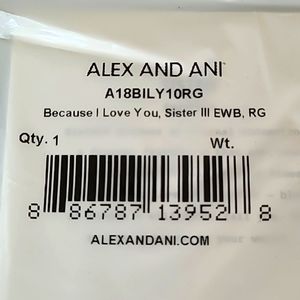 ALEX AND ANI
A18BILY10RG
Because I Love You, Sister III EWB, RG
Qty. 1 Wt.
8 86787 13952 8
ALEXANDANI.COM